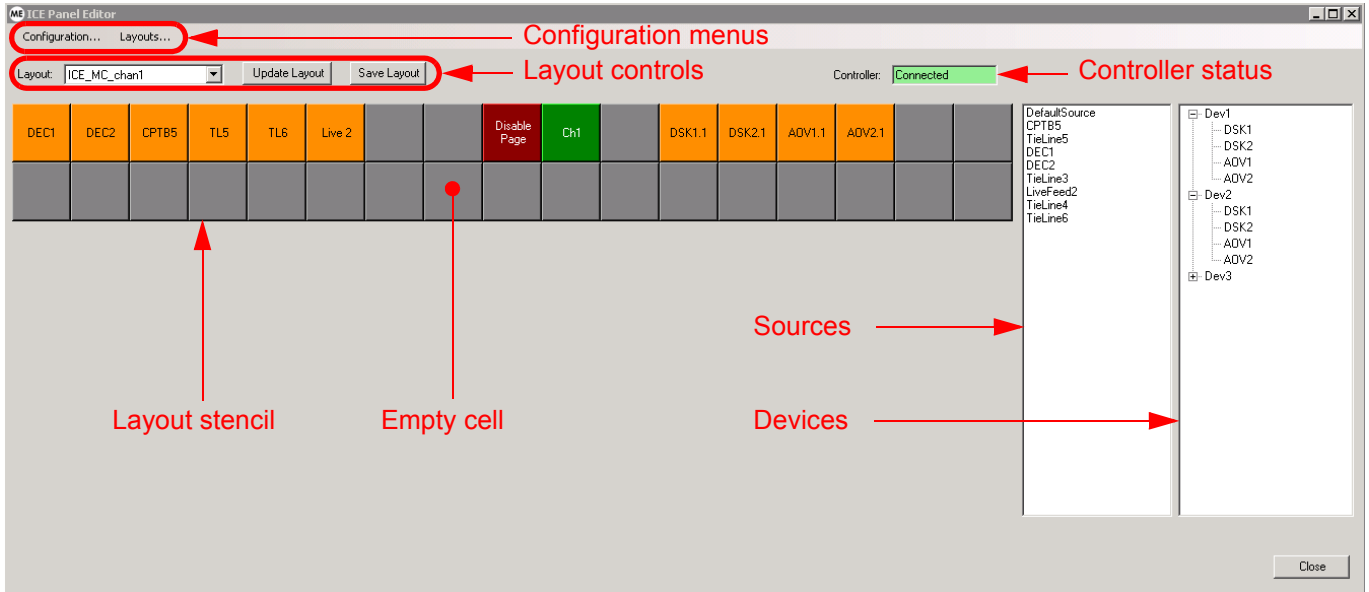 ME ICE Panel Editor
Configuration... Layouts...
Configuration menus
Layout: ICE_MC_chan1 Update Layout Save Layout
Layout controls
Controller: Connected
Controller status
DEC1 DEC2 CPTB5 TL5 TL6 Live 2 Disable Page Ch1 DSK1.1 DSK2.1 AOV1.1 AOV2.1
DefaultSource
CPTB5
TieLine5
DEC1
DEC2
TieLine3
LiveFeed2
TieLine4
TieLine6
Dev1
DSK1
DSK2
AOV1
AOV2
Dev2
DSK1
DSK2
AOV1
AOV2
Dev3
Sources
Layout stencil
Empty cell
Devices
Close